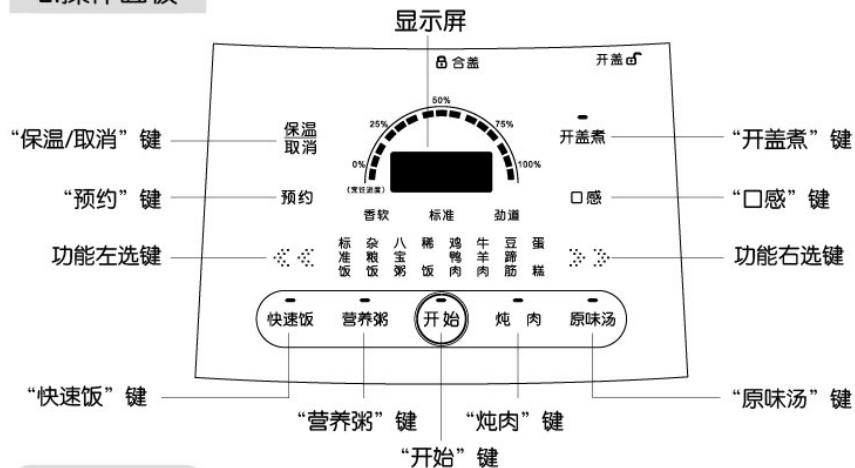 显示屏
合盖
开盖
50%
25%
75%
0%
100%
(烹饪进度)
保温
取消
开盖煮
预约
口感
香软 标准 劲道
标准饭 杂粮饭 八宝粥 稀饭 鸡鸭肉 牛羊肉 豆蹄筋 蛋糕
快速饭 营养粥 开始 炖肉 原味汤
“保温/取消”键
“开盖煮”键
“预约”键
“口感”键
功能左选键
功能右选键
“快速饭”键
“原味汤”键
“营养粥”键
“炖肉”键
“开始”键